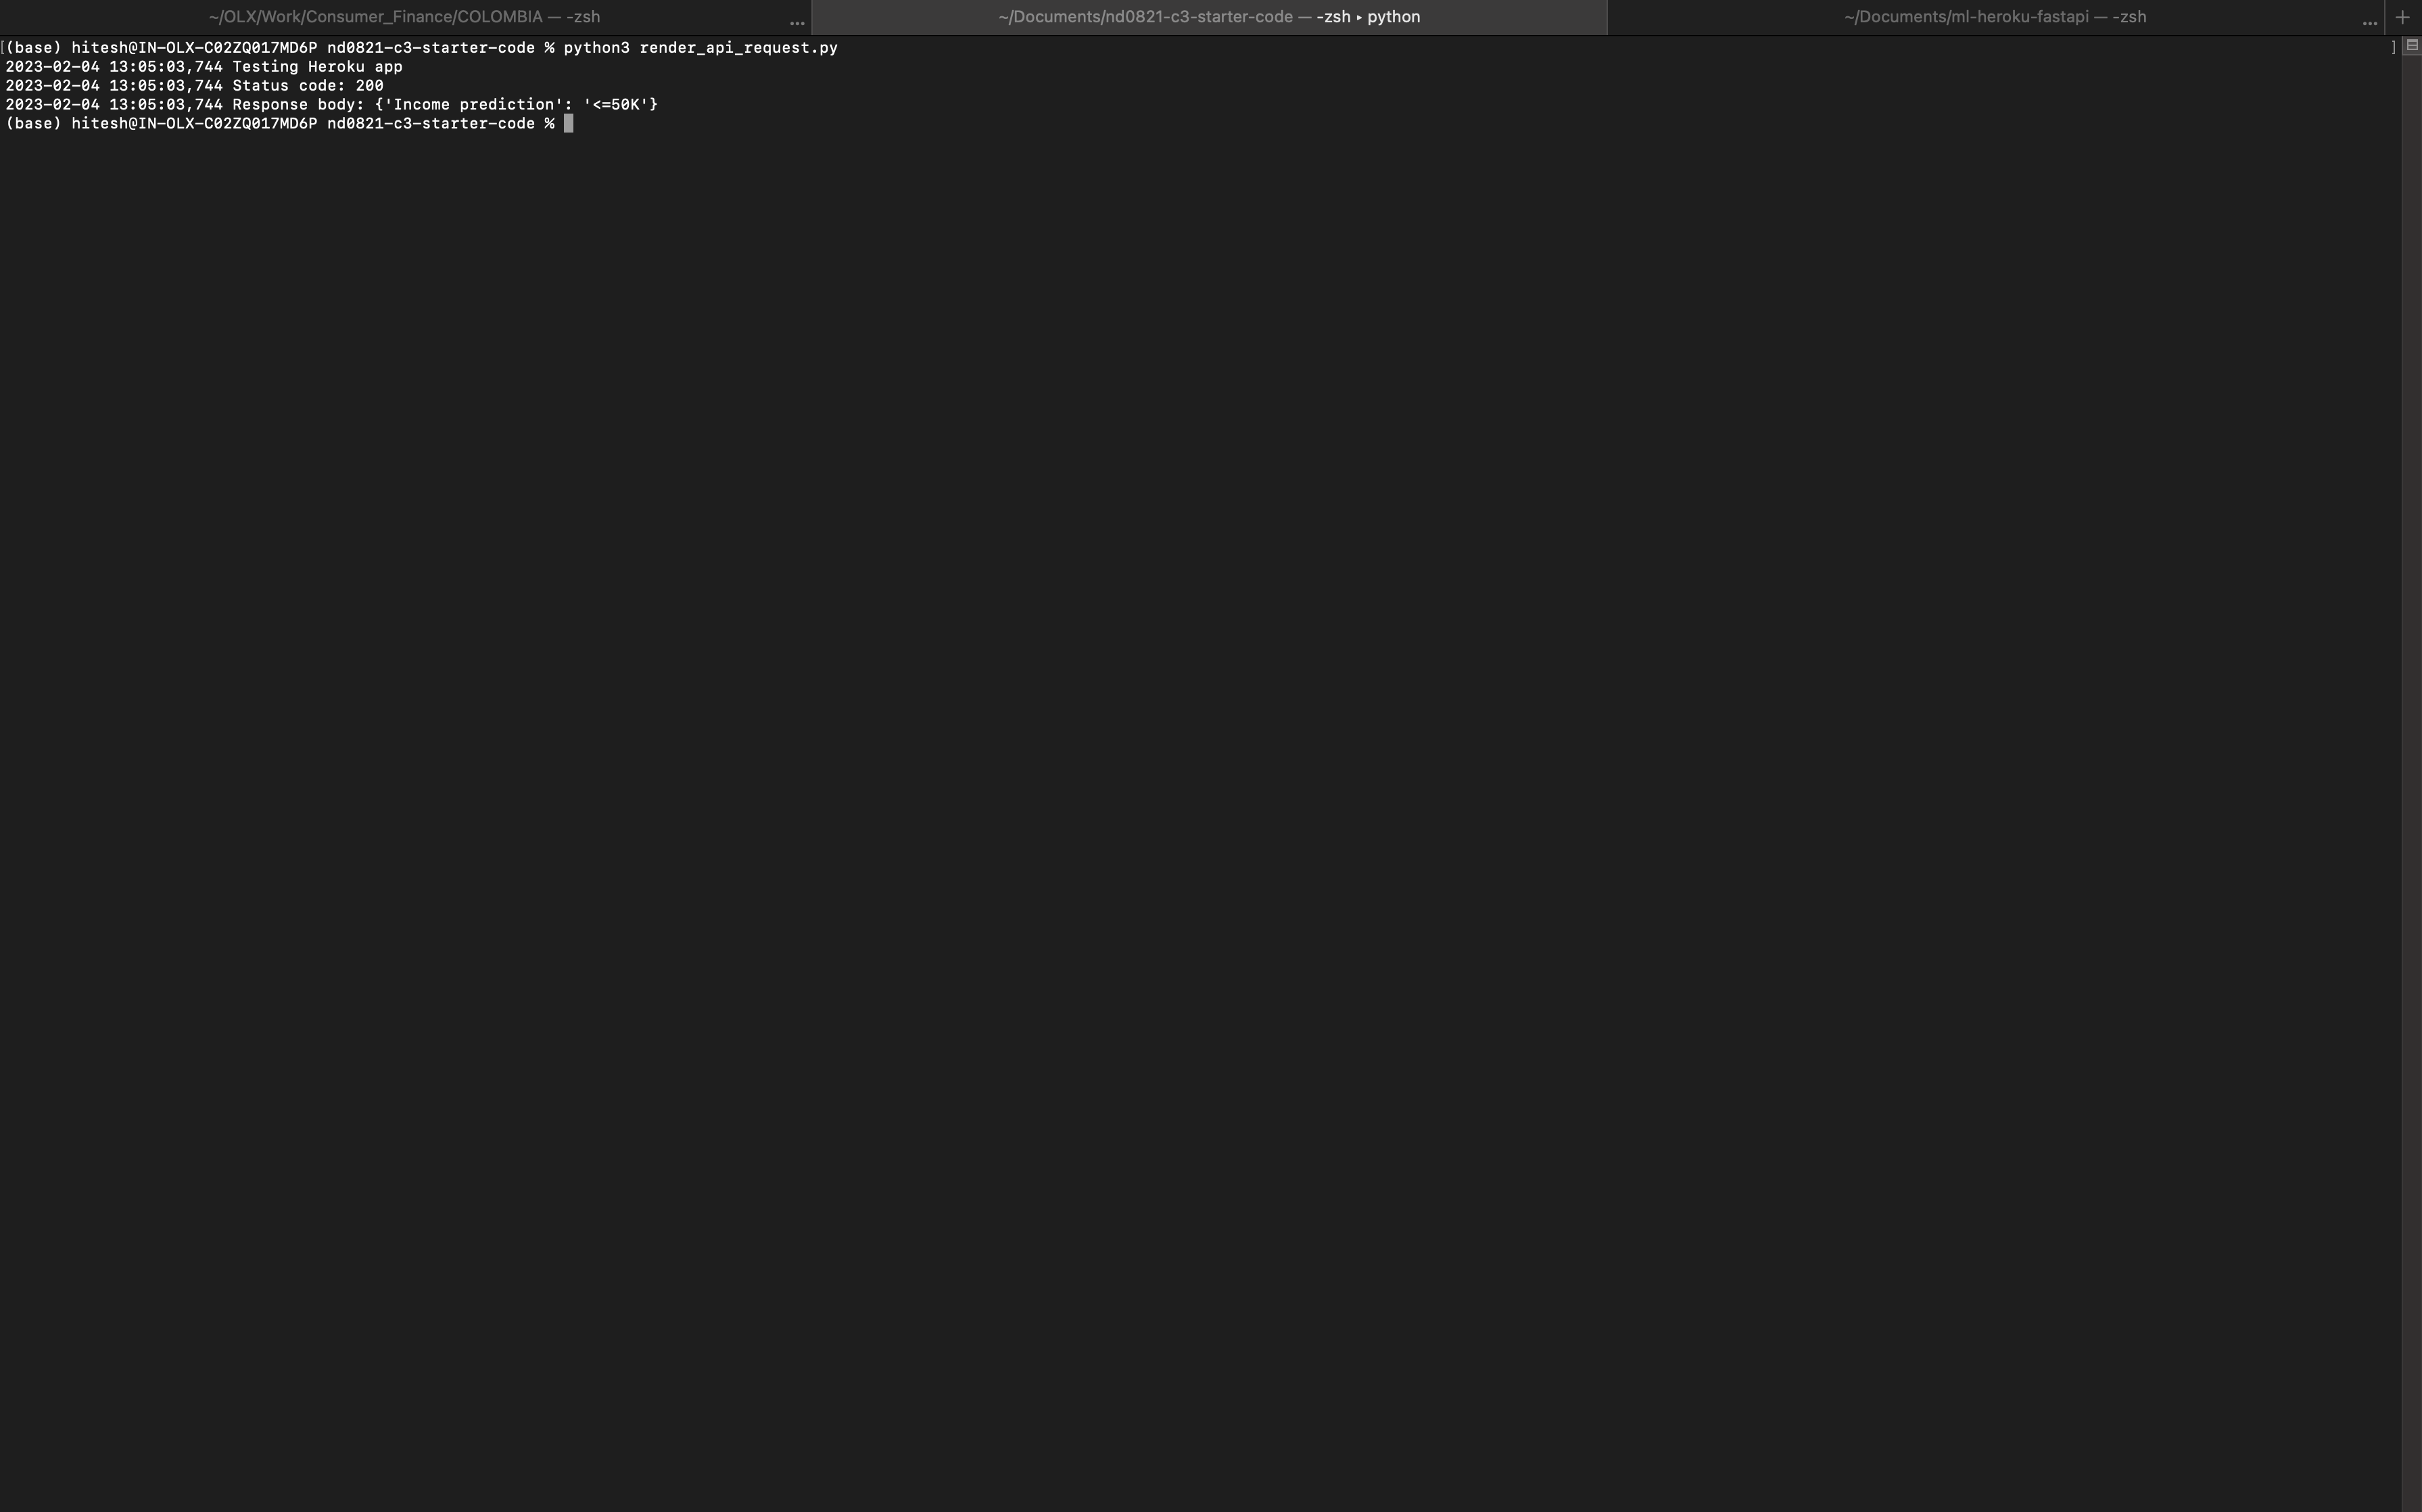 ~/OLX/Work/Consumer_Finance/COLOMBIA — -zsh ... ~/Documents/nd0821-c3-starter-code — -zsh ▸ python ~/Documents/ml-heroku-fastapi — -zsh ... +
[(base) hitesh@IN-OLX-C02ZQ017MD6P nd0821-c3-starter-code % python3 render_api_request.py ]
2023-02-04 13:05:03,744 Testing Heroku app
2023-02-04 13:05:03,744 Status code: 200
2023-02-04 13:05:03,744 Response body: {'Income prediction': '<=50K'}
(base) hitesh@IN-OLX-C02ZQ017MD6P nd0821-c3-starter-code %